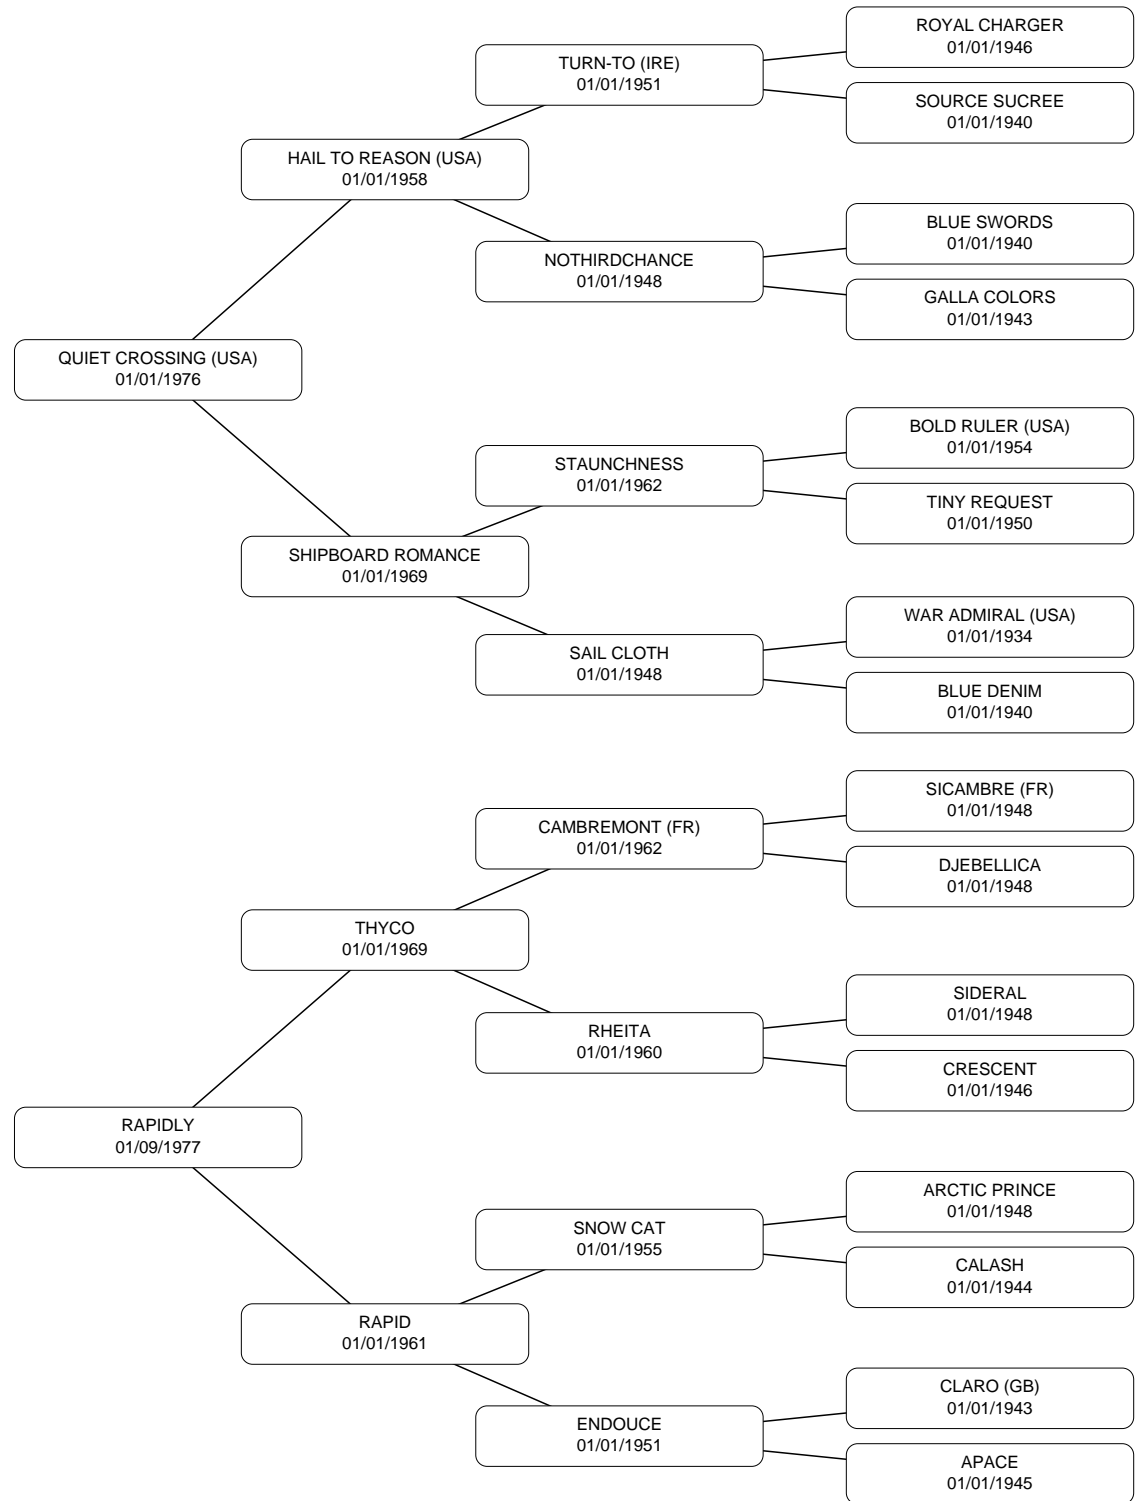 ROYAL CHARGER
01/01/1946
TURN-TO (IRE)
01/01/1951
SOURCE SUCREE
01/01/1940
HAIL TO REASON (USA)
01/01/1958
BLUE SWORDS
01/01/1940
NOTHIRDCHANCE
01/01/1948
GALLA COLORS
01/01/1943
QUIET CROSSING (USA)
01/01/1976
BOLD RULER (USA)
01/01/1954
STAUNCHNESS
01/01/1962
TINY REQUEST
01/01/1950
SHIPBOARD ROMANCE
01/01/1969
WAR ADMIRAL (USA)
01/01/1934
SAIL CLOTH
01/01/1948
BLUE DENIM
01/01/1940
SICAMBRE (FR)
01/01/1948
CAMBREMONT (FR)
01/01/1962
DJEBELLICA
01/01/1948
THYCO
01/01/1969
SIDERAL
01/01/1948
RHEITA
01/01/1960
CRESCENT
01/01/1946
RAPIDLY
01/09/1977
ARCTIC PRINCE
01/01/1948
SNOW CAT
01/01/1955
CALASH
01/01/1944
RAPID
01/01/1961
CLARO (GB)
01/01/1943
ENDOUCE
01/01/1951
APACE
01/01/1945